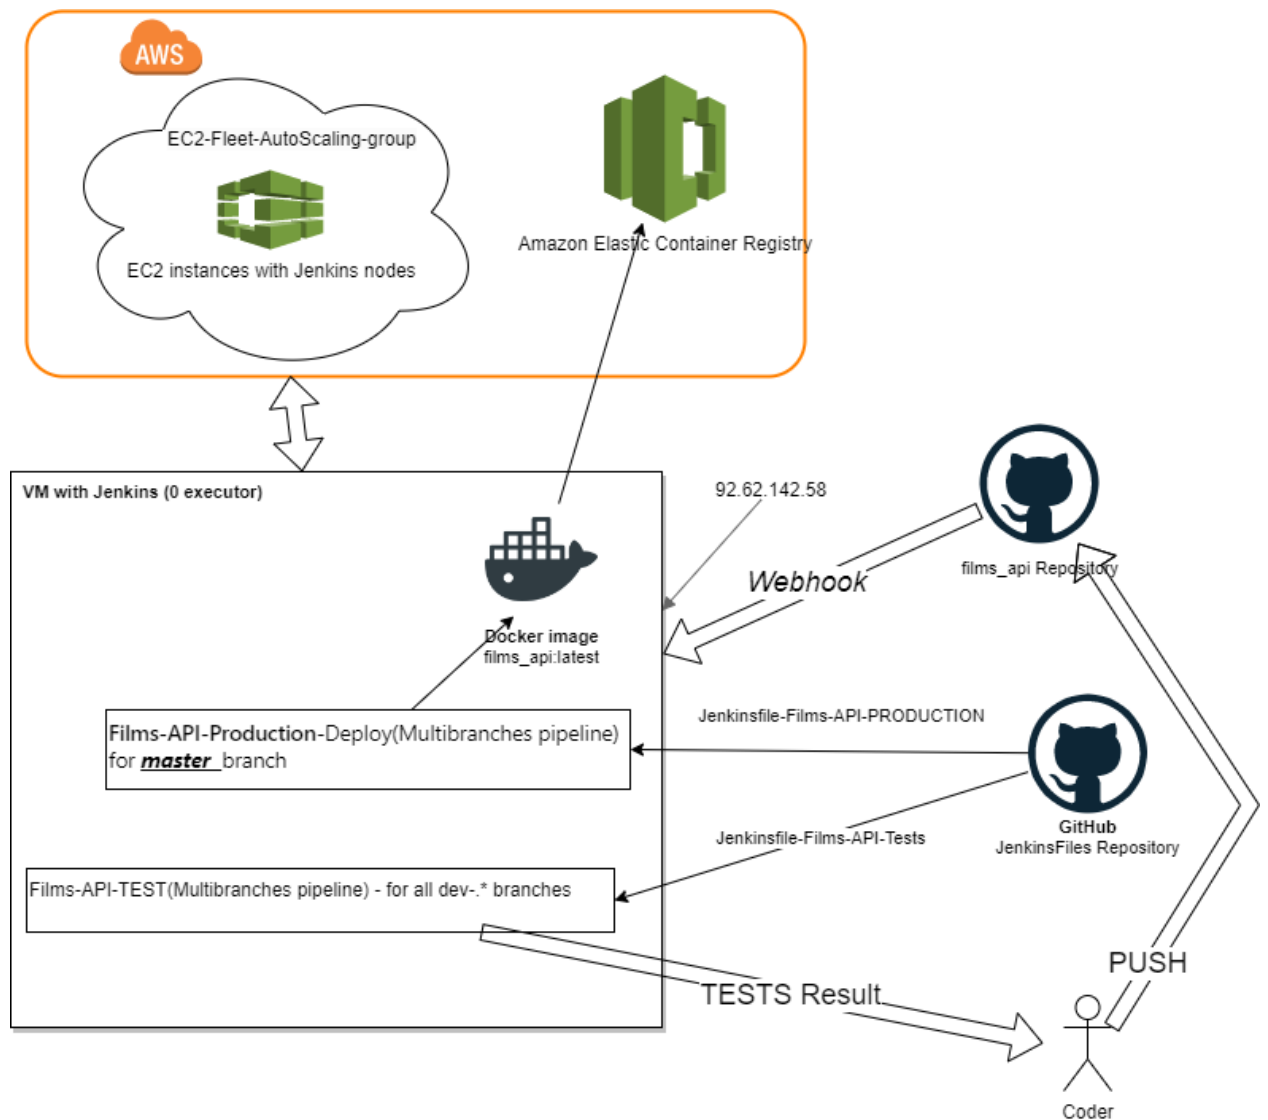 AWS
EC2-Fleet-AutoScaling-group
EC2 instances with Jenkins nodes
Amazon Elastic Container Registry
VM with Jenkins (0 executor)
92.62.142.58
Webhook
films_api Repository
Docker image
films_api:latest
Films-API-Production-Deploy(Multibranches pipeline)
for master branch
Jenkinsfile-Films-API-PRODUCTION
GitHub
JenkinsFiles Repository
Jenkinsfile-Films-API-Tests
Films-API-TEST(Multibranches pipeline) - for all dev-.* branches
TESTS Result
PUSH
Coder